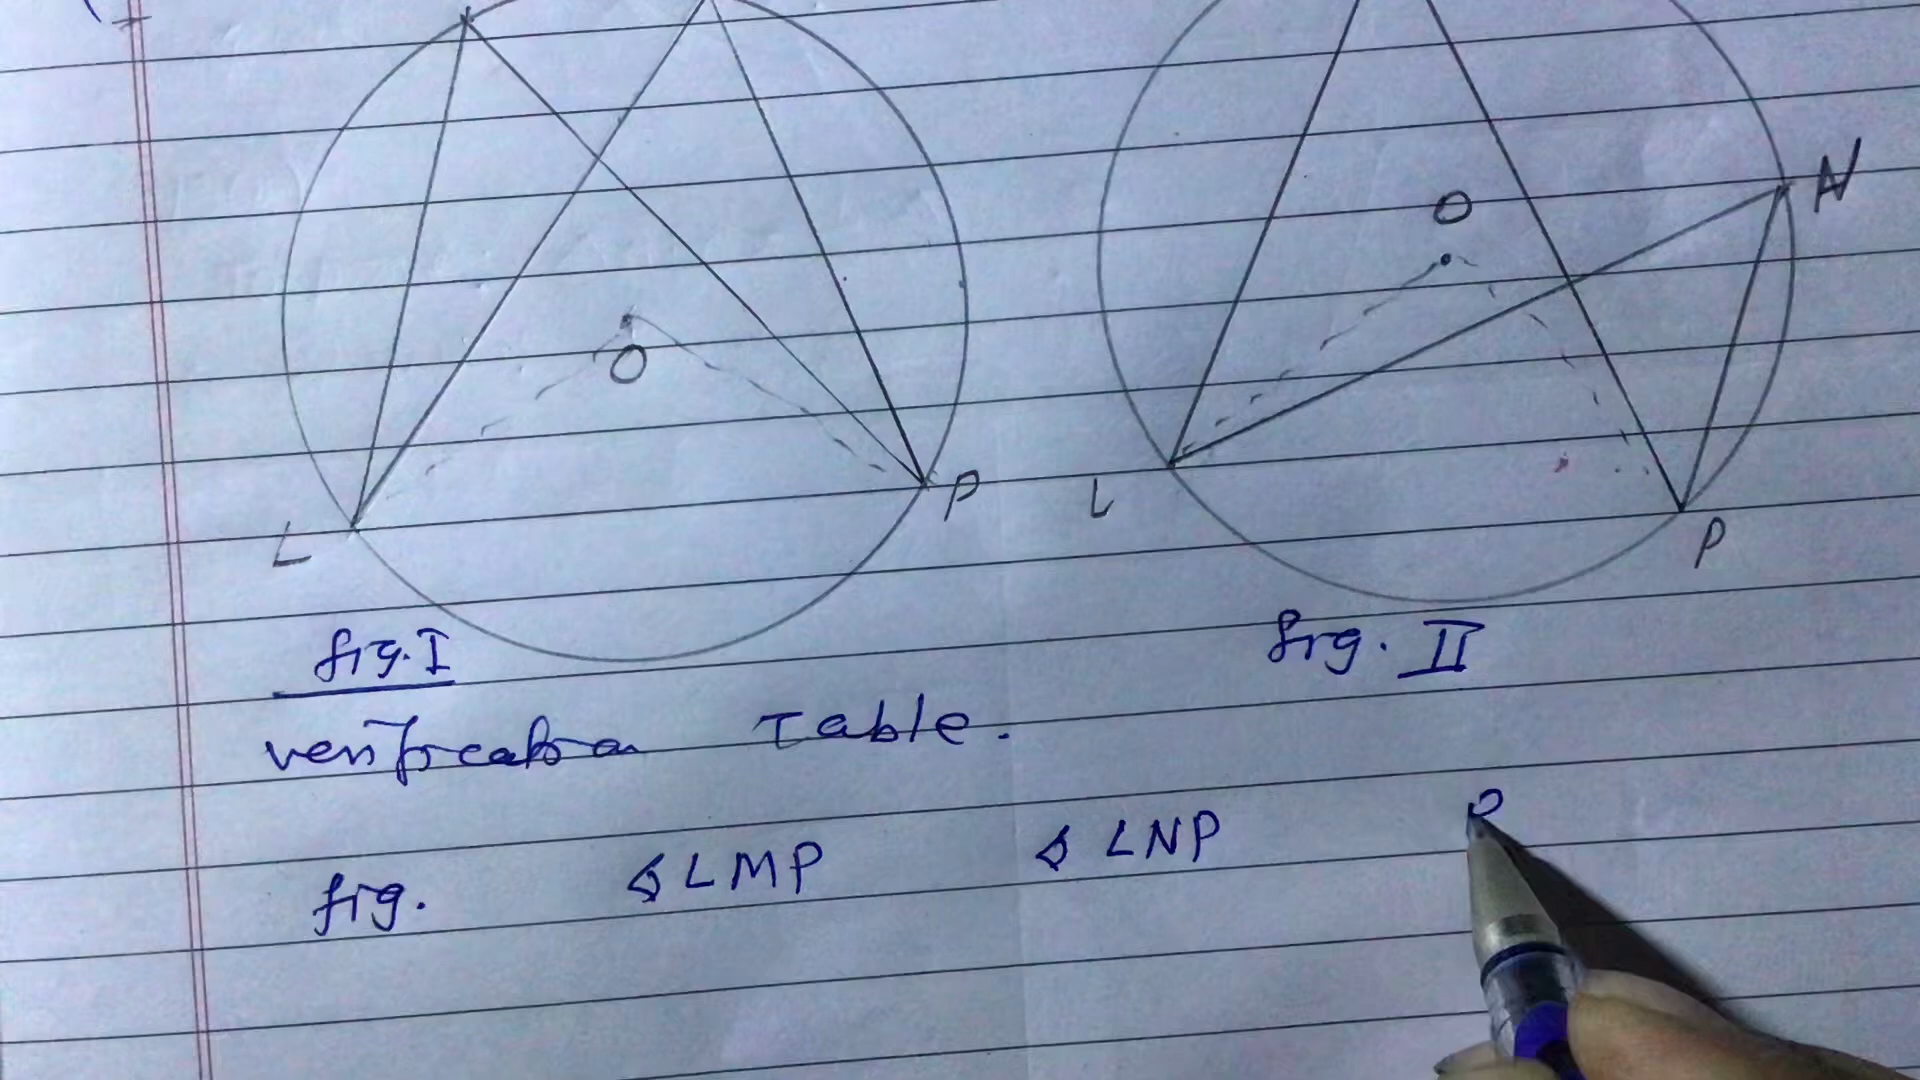 N
O
O
P
L
L
P
fig. I
fig. II
verification Table.
fig. ∡ LMP ∡ LNP R